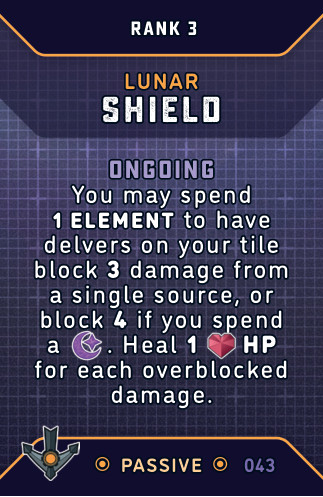 RANK 3
LUNAR
SHIELD
ONGOING
You may spend
1 ELEMENT to have
delvers on your tile
block 3 damage from
a single source, or
block 4 if you spend
a . Heal 1 HP
for each overblocked
damage.
PASSIVE 043